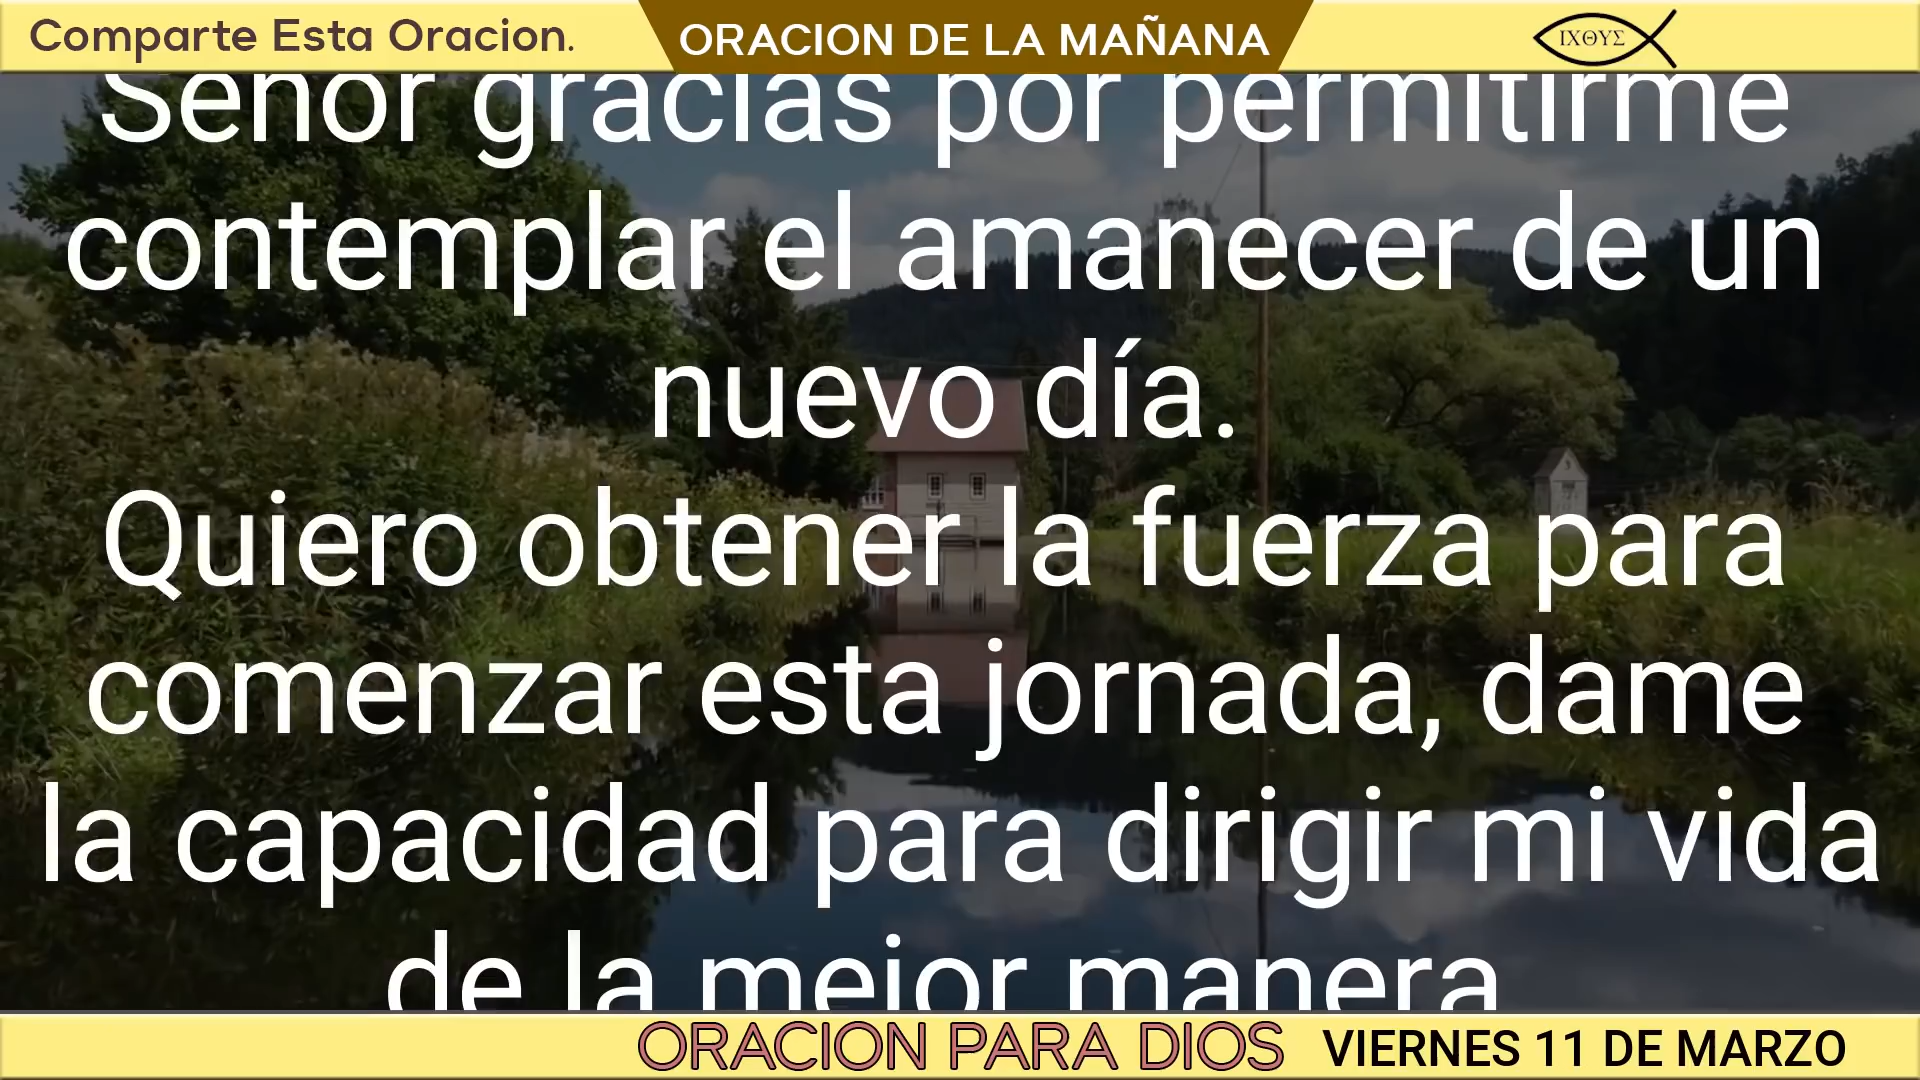 Comparte Esta Oracion.
ORACION DE LA MAÑANA
ΙΧΘΥΣ
Señor gracias por permitirme
contemplar el amanecer de un
nuevo día.
Quiero obtener la fuerza para
comenzar esta jornada, dame
la capacidad para dirigir mi vida
de la mejor manera
ORACION PARA DIOS
VIERNES 11 DE MARZO